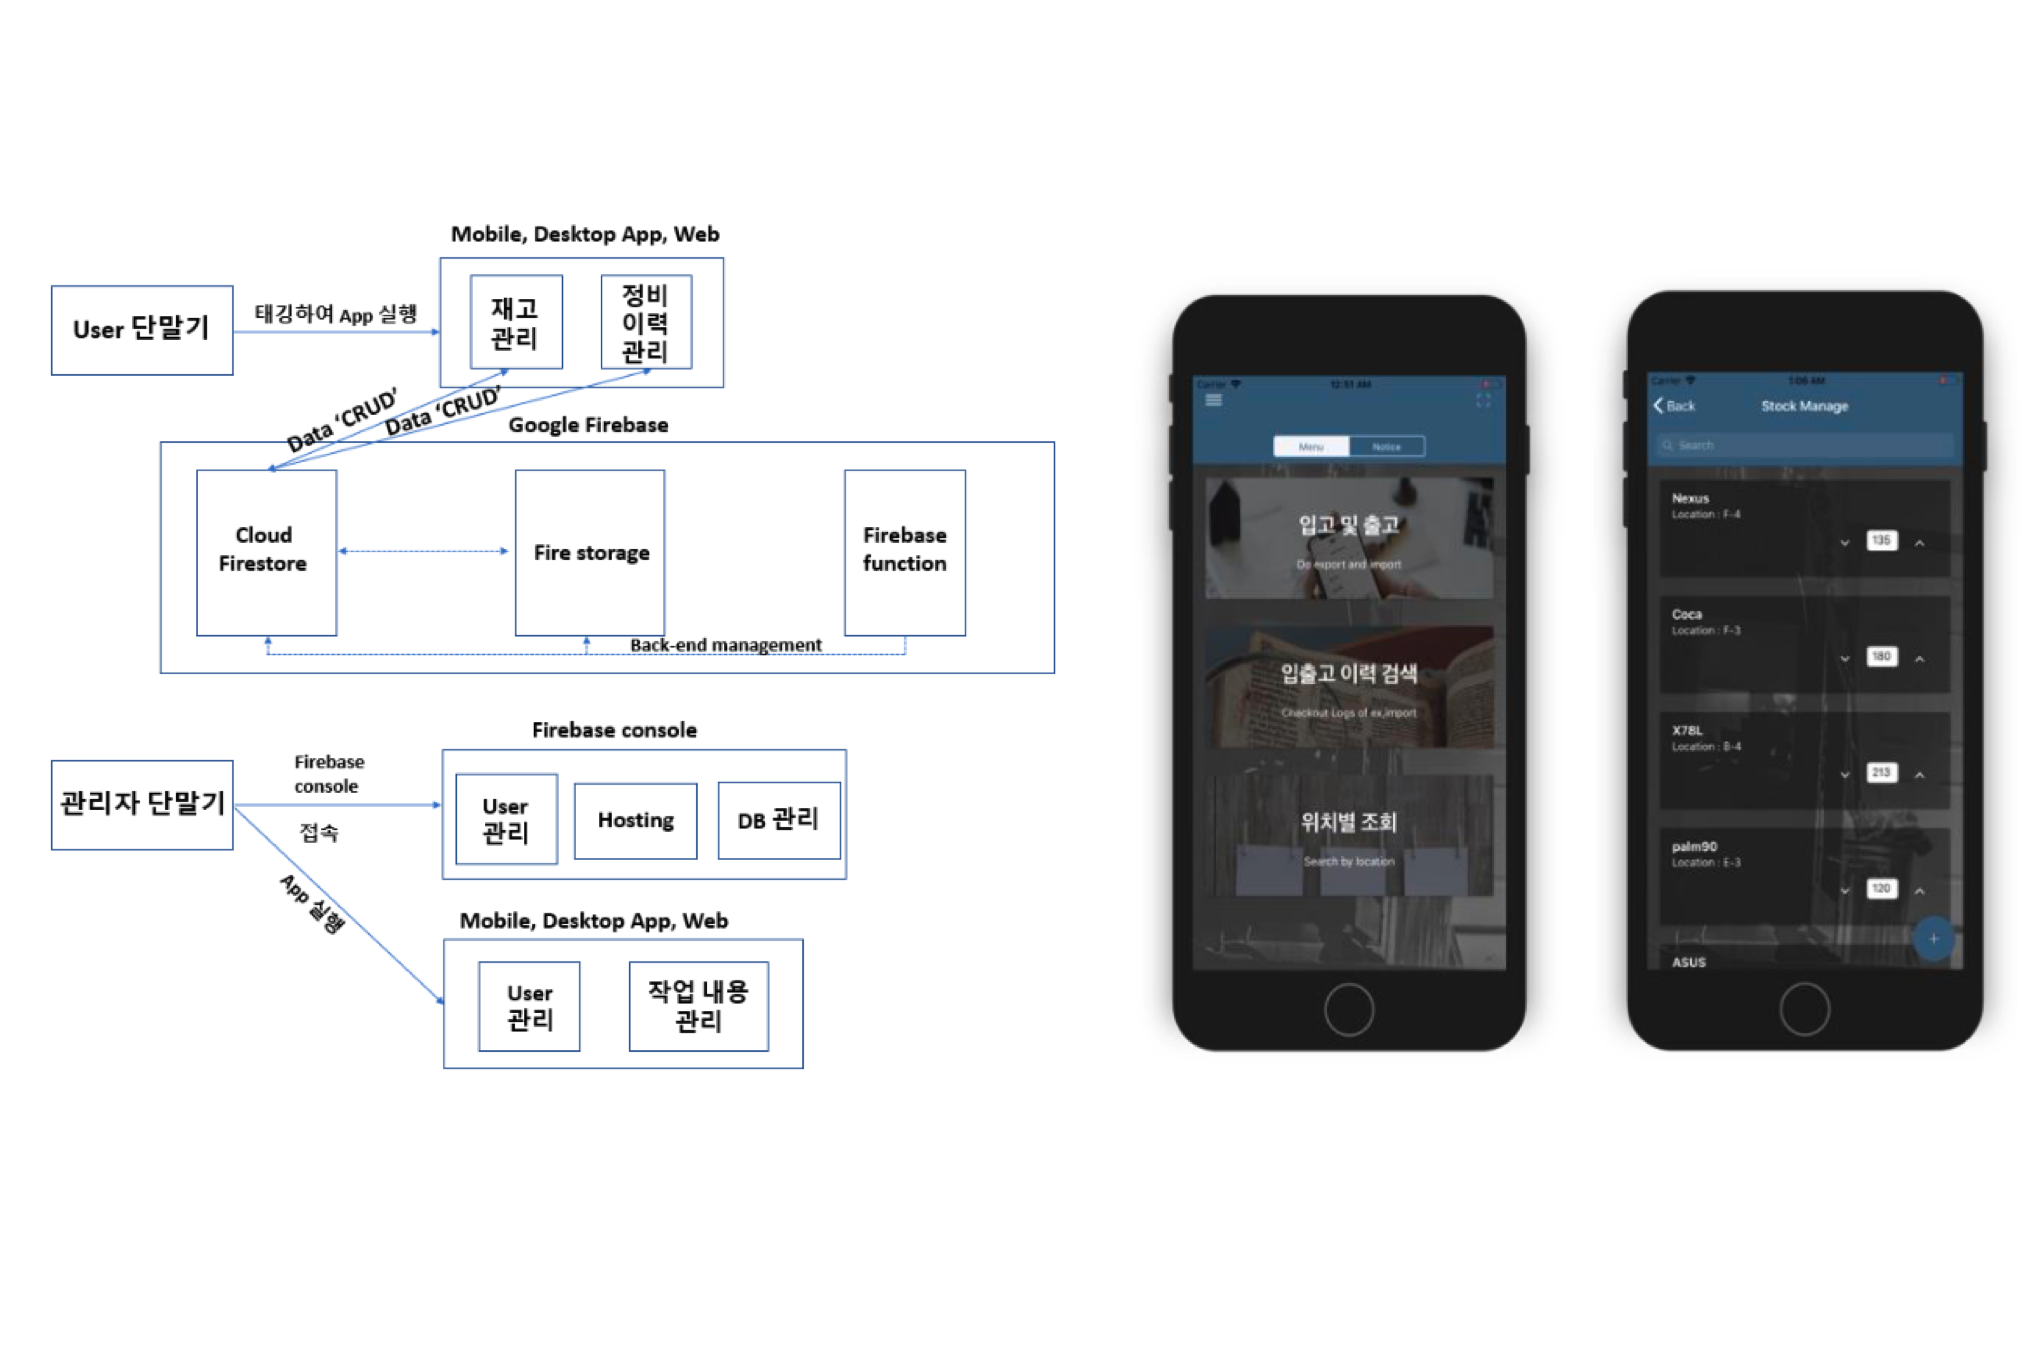 Mobile, Desktop App, Web
User 단말기
태깅하여 App 실행
재고
관리
정비
이력
관리
Data ‘CRUD’
Data ‘CRUD’
Google Firebase
Cloud
Firestore
Fire storage
Firebase
function
Back-end management
Firebase console
관리자 단말기
Firebase
console
접속
User
관리
Hosting
DB 관리
App 실행
Mobile, Desktop App, Web
User
관리
작업 내용
관리
Carrier
12:51 AM
Menu
Notice
입고 및 출고
Do export and import
입출고 이력 검색
Checkout Logs of ex,import
위치별 조회
Search by location
Carrier
1:06 AM
Back
Stock Manage
Search
Nexus
Location : F-4
135
Coca
Location : F-3
180
X78L
Location : B-4
213
palm90
Location : E-3
120
+
ASUS